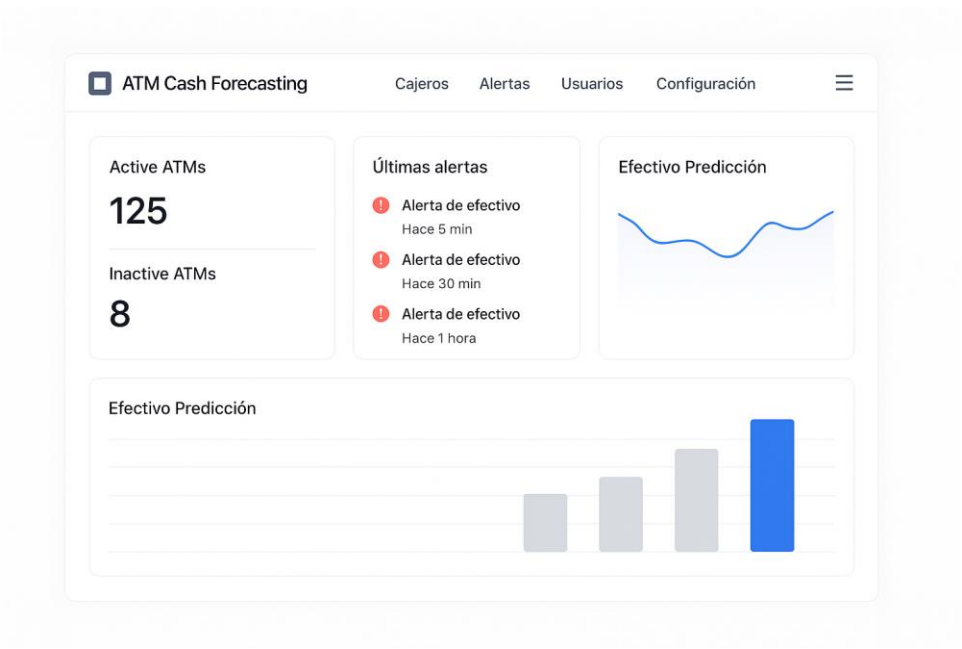 ATM Cash Forecasting
Cajeros
Alertas
Usuarios
Configuración
Active ATMs
125
Inactive ATMs
8
Últimas alertas
Alerta de efectivo
Hace 5 min
Alerta de efectivo
Hace 30 min
Alerta de efectivo
Hace 1 hora
Efectivo Predicción
Efectivo Predicción